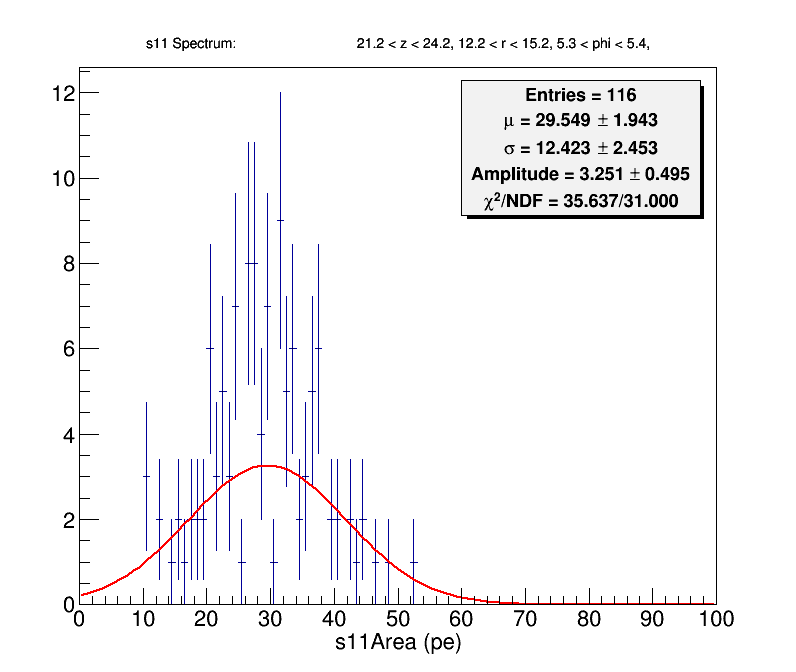 s11 Spectrum: 21.2 < z < 24.2, 12.2 < r < 15.2, 5.3 < phi < 5.4,
Entries = 116
μ = 29.549 ± 1.943
σ = 12.423 ± 2.453
Amplitude = 3.251 ± 0.495
χ²/NDF = 35.637/31.000
12
10
8
6
4
2
0
0 10 20 30 40 50 60 70 80 90 100
s11Area (pe)